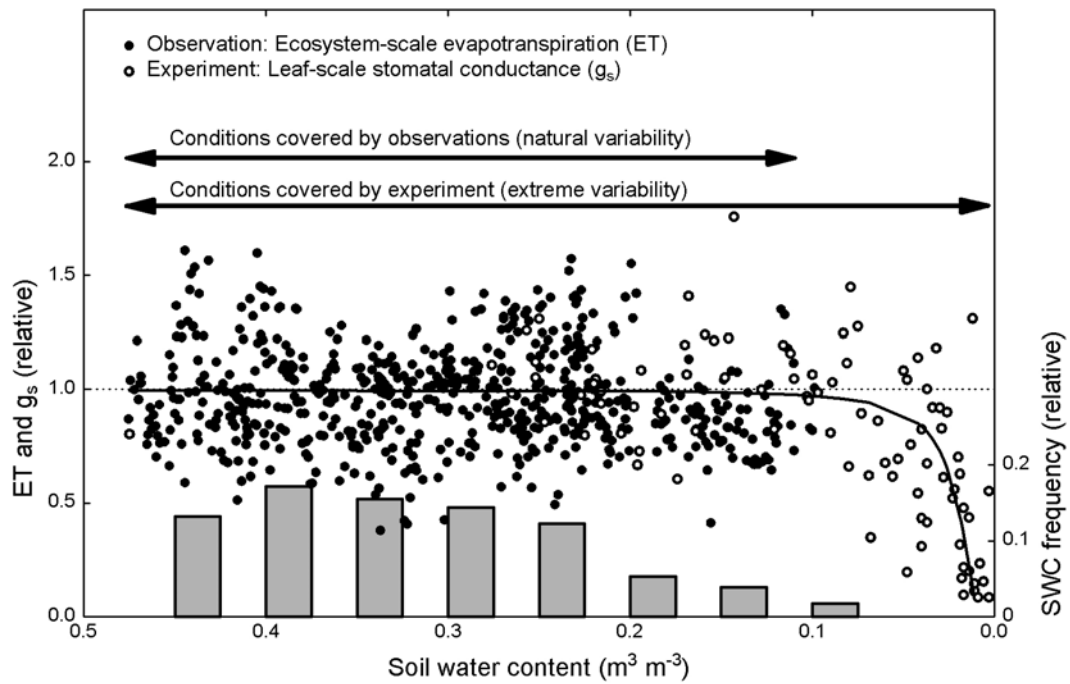 Observation: Ecosystem-scale evapotranspiration (ET)
Experiment: Leaf-scale stomatal conductance (gₛ)
Conditions covered by observations (natural variability)
Conditions covered by experiment (extreme variability)
ET and gₛ (relative)
2.0
1.5
1.0
0.5
0.0
SWC frequency (relative)
0.2
0.1
0
0.5
0.4
0.3
0.2
0.1
0.0
Soil water content (m³ m⁻³)